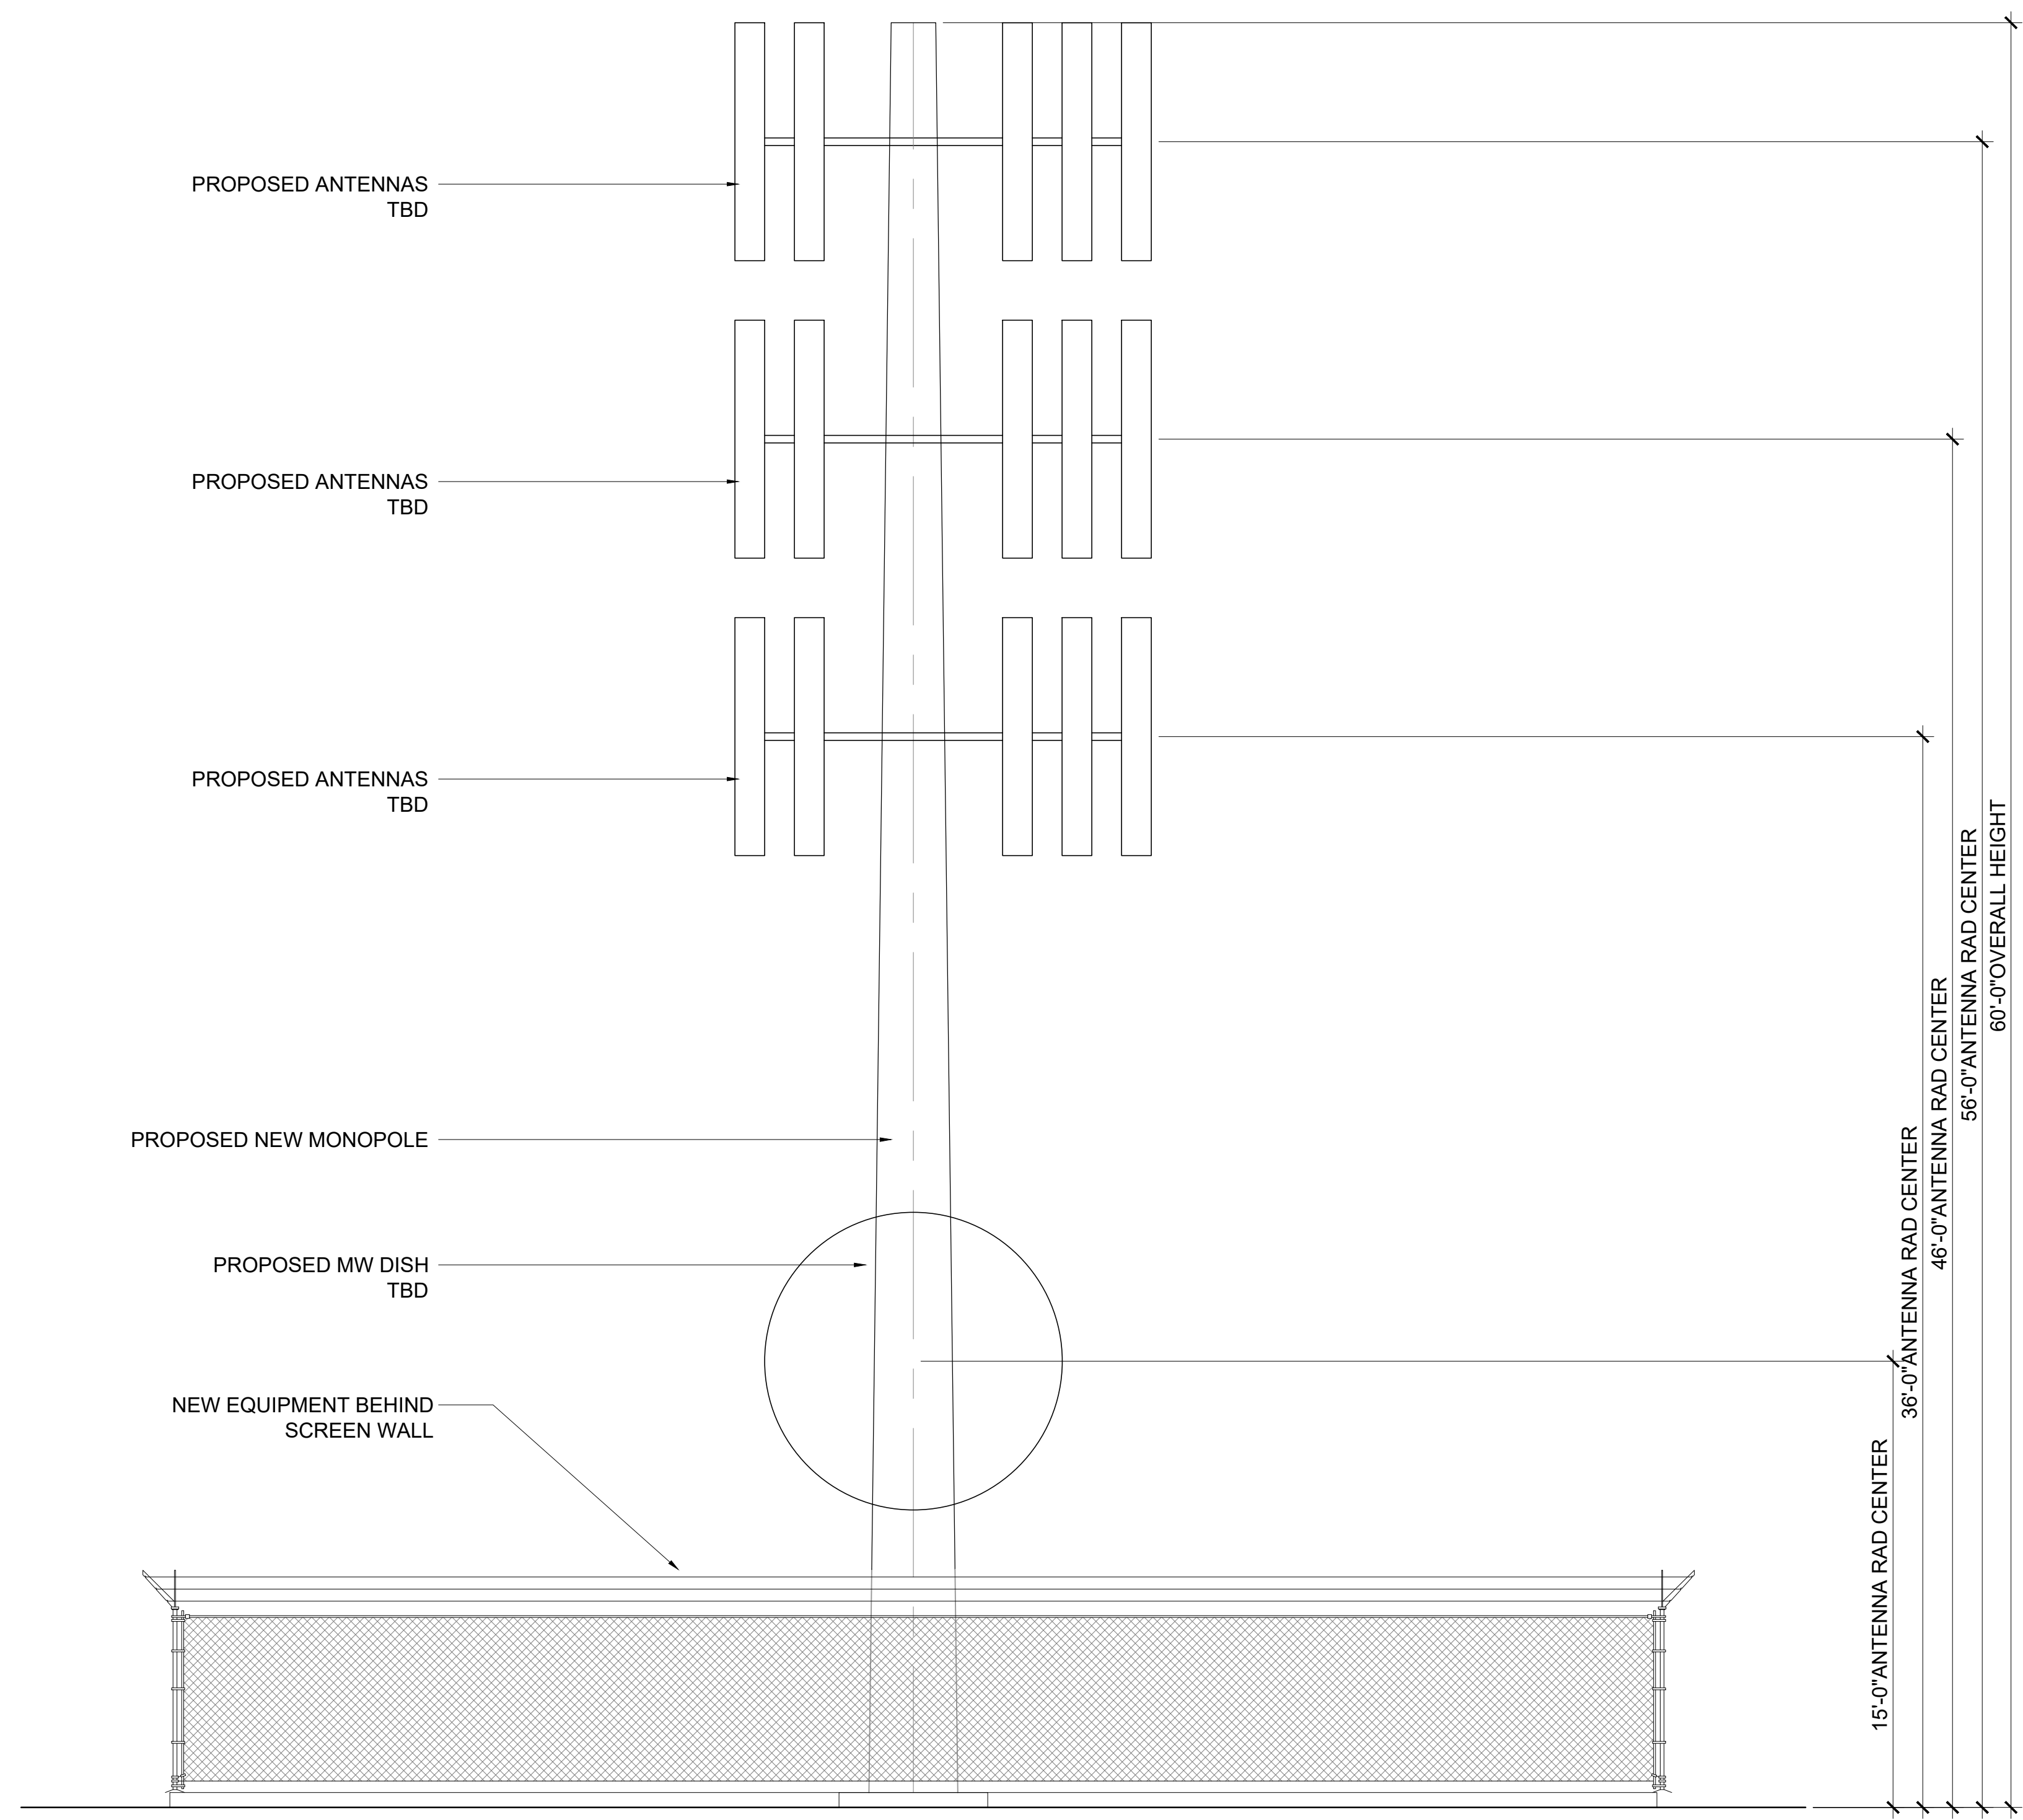 PROPOSED ANTENNAS
TBD
PROPOSED ANTENNAS
TBD
PROPOSED ANTENNAS
TBD
PROPOSED NEW MONOPOLE
PROPOSED MW DISH
TBD
NEW EQUIPMENT BEHIND
SCREEN WALL
15'-0"ANTENNA RAD CENTER
36'-0"ANTENNA RAD CENTER
46'-0"ANTENNA RAD CENTER
56'-0"ANTENNA RAD CENTER
60'-0"OVERALL HEIGHT